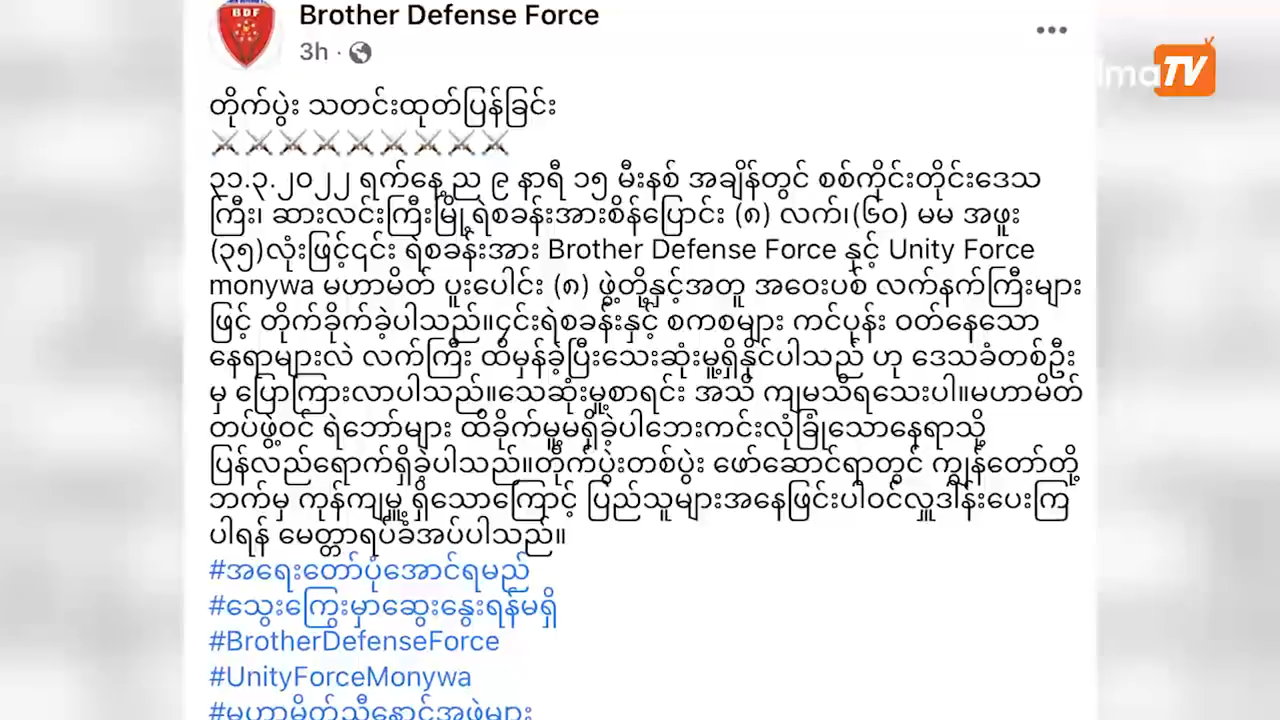 BDF
Brother Defense Force
3h ·
lmaTV
တိုက်ပွဲး သတင်းထုတ်ပြန်ခြင်း
⚔⚔⚔⚔⚔⚔⚔⚔⚔
၃၁.၃.၂၀၂၂ ရက်နေ့ည ၉ နာရီ ၁၅ မီးနစ် အချိန်တွင် စစ်ကိုင်းတိုင်းဒေသ
ကြီး၊ ဆားလင်းကြီးမြို့ရဲစခန်းအားစိန်ပြောင်း (၈) လက်၊(၆၀) မမ အဖူး
(၃၅)လုံးဖြင့်၎င်း ရဲစခန်းအား Brother Defense Force နှင့် Unity Force
monywa မဟာမိတ် ပူးပေါင်း (၈) ဖွဲ့တို့နှင့်အတူ အဝေးပစ် လက်နက်ကြီးများ
ဖြင့် တိုက်ခိုက်ခဲ့ပါသည်။၄င်းရဲစခန်းနှင့် စကစများ ကင်ပုန်း ဝတ်နေသော
နေရာများလဲ လက်ကြီး ထိမှန်ခဲ့ပြီးသေးဆုံးမှု့ရှိနိုင်ပါသည် ဟု ဒေသခံတစ်ဦး
မှ ပြောကြားလာပါသည်။သေဆုံးမှု့စာရင်း အသိ ကျမသိရသေးပါ။မဟာမိတ်
တပ်ဖွဲ့ဝင် ရဲဘော်များ ထိခိုက်မှု့မရှိခဲ့ပါဘေးကင်းလုံခြုံသောနေရာသို့
ပြန်လည်ရောက်ရှိခဲ့ပါသည်။တိုက်ပွဲးတစ်ပွဲး ဖော်ဆောင်ရာတွင် ကျွန်တော်တို့
ဘက်မှ ကုန်ကျမှူ့ ရှိသောကြောင့် ပြည်သူများအနေဖြင်းပါဝင်လှူဒါန်းပေးကြ
ပါရန် မေတ္တာရပ်ခံအပ်ပါသည်။
#အရေးတော်ပုံအောင်ရမည်
#သွေးကြွေးမှာဆွေးနွေးရန်မရှိ
#BrotherDefenseForce
#UnityForceMonywa
#မဟာမိတ်ညီနောင်အဖွဲ့များ